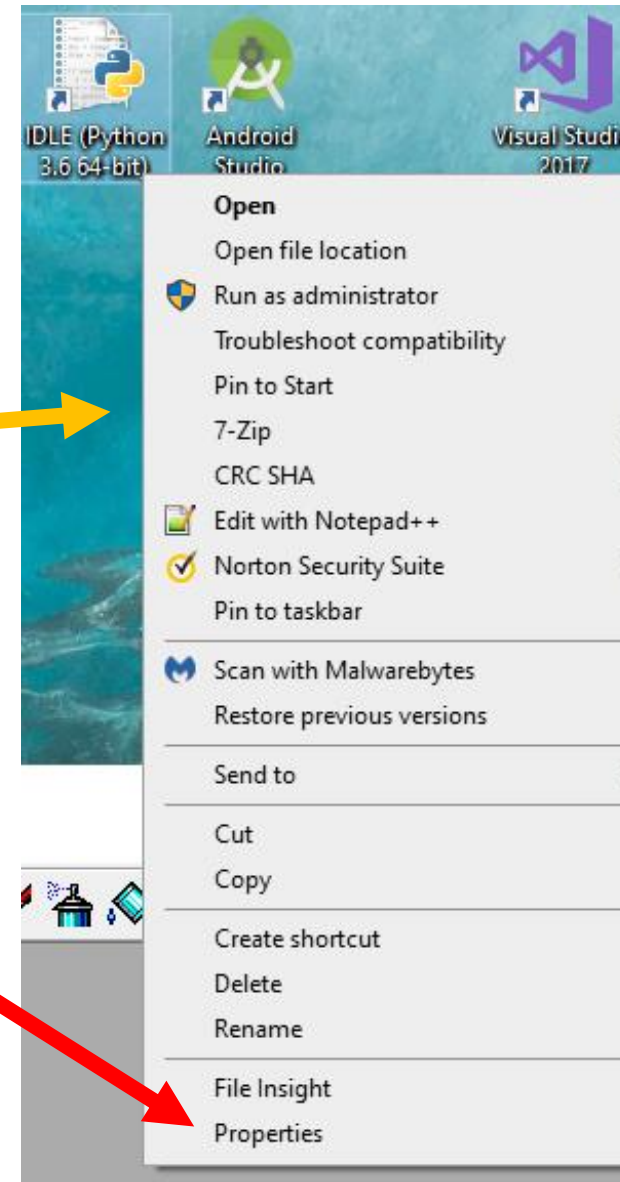 IDLE (Python
3.6 64-bit)
Android
Studio
Visual Studi
2017
Open
Open file location
Run as administrator
Troubleshoot compatibility
Pin to Start
7-Zip
CRC SHA
Edit with Notepad++
Norton Security Suite
Pin to taskbar
Scan with Malwarebytes
Restore previous versions
Send to
Cut
Copy
Create shortcut
Delete
Rename
File Insight
Properties